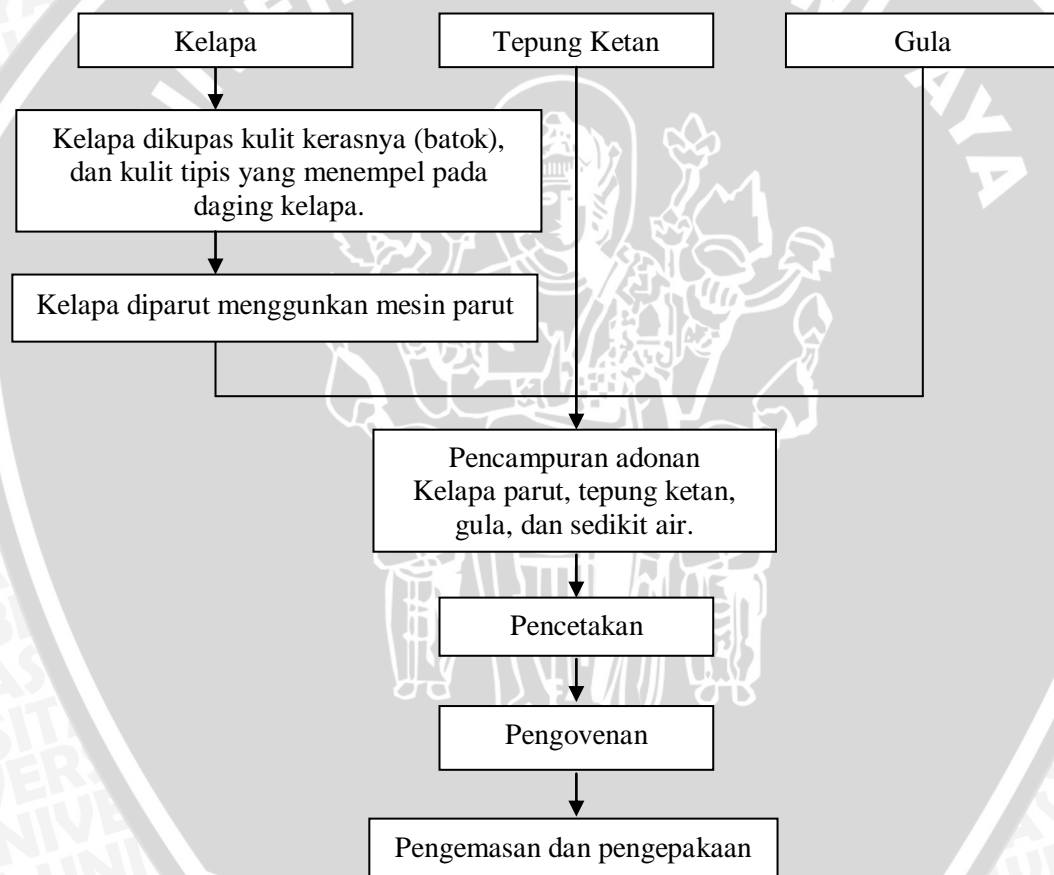 Kelapa
Tepung Ketan
Gula
Kelapa dikupas kulit kerasnya (batok),
dan kulit tipis yang menempel pada
daging kelapa.
Kelapa diparut menggunkan mesin parut
Pencampuran adonan
Kelapa parut, tepung ketan,
gula, dan sedikit air.
Pencetakan
Pengovenan
Pengemasan dan pengepakaan